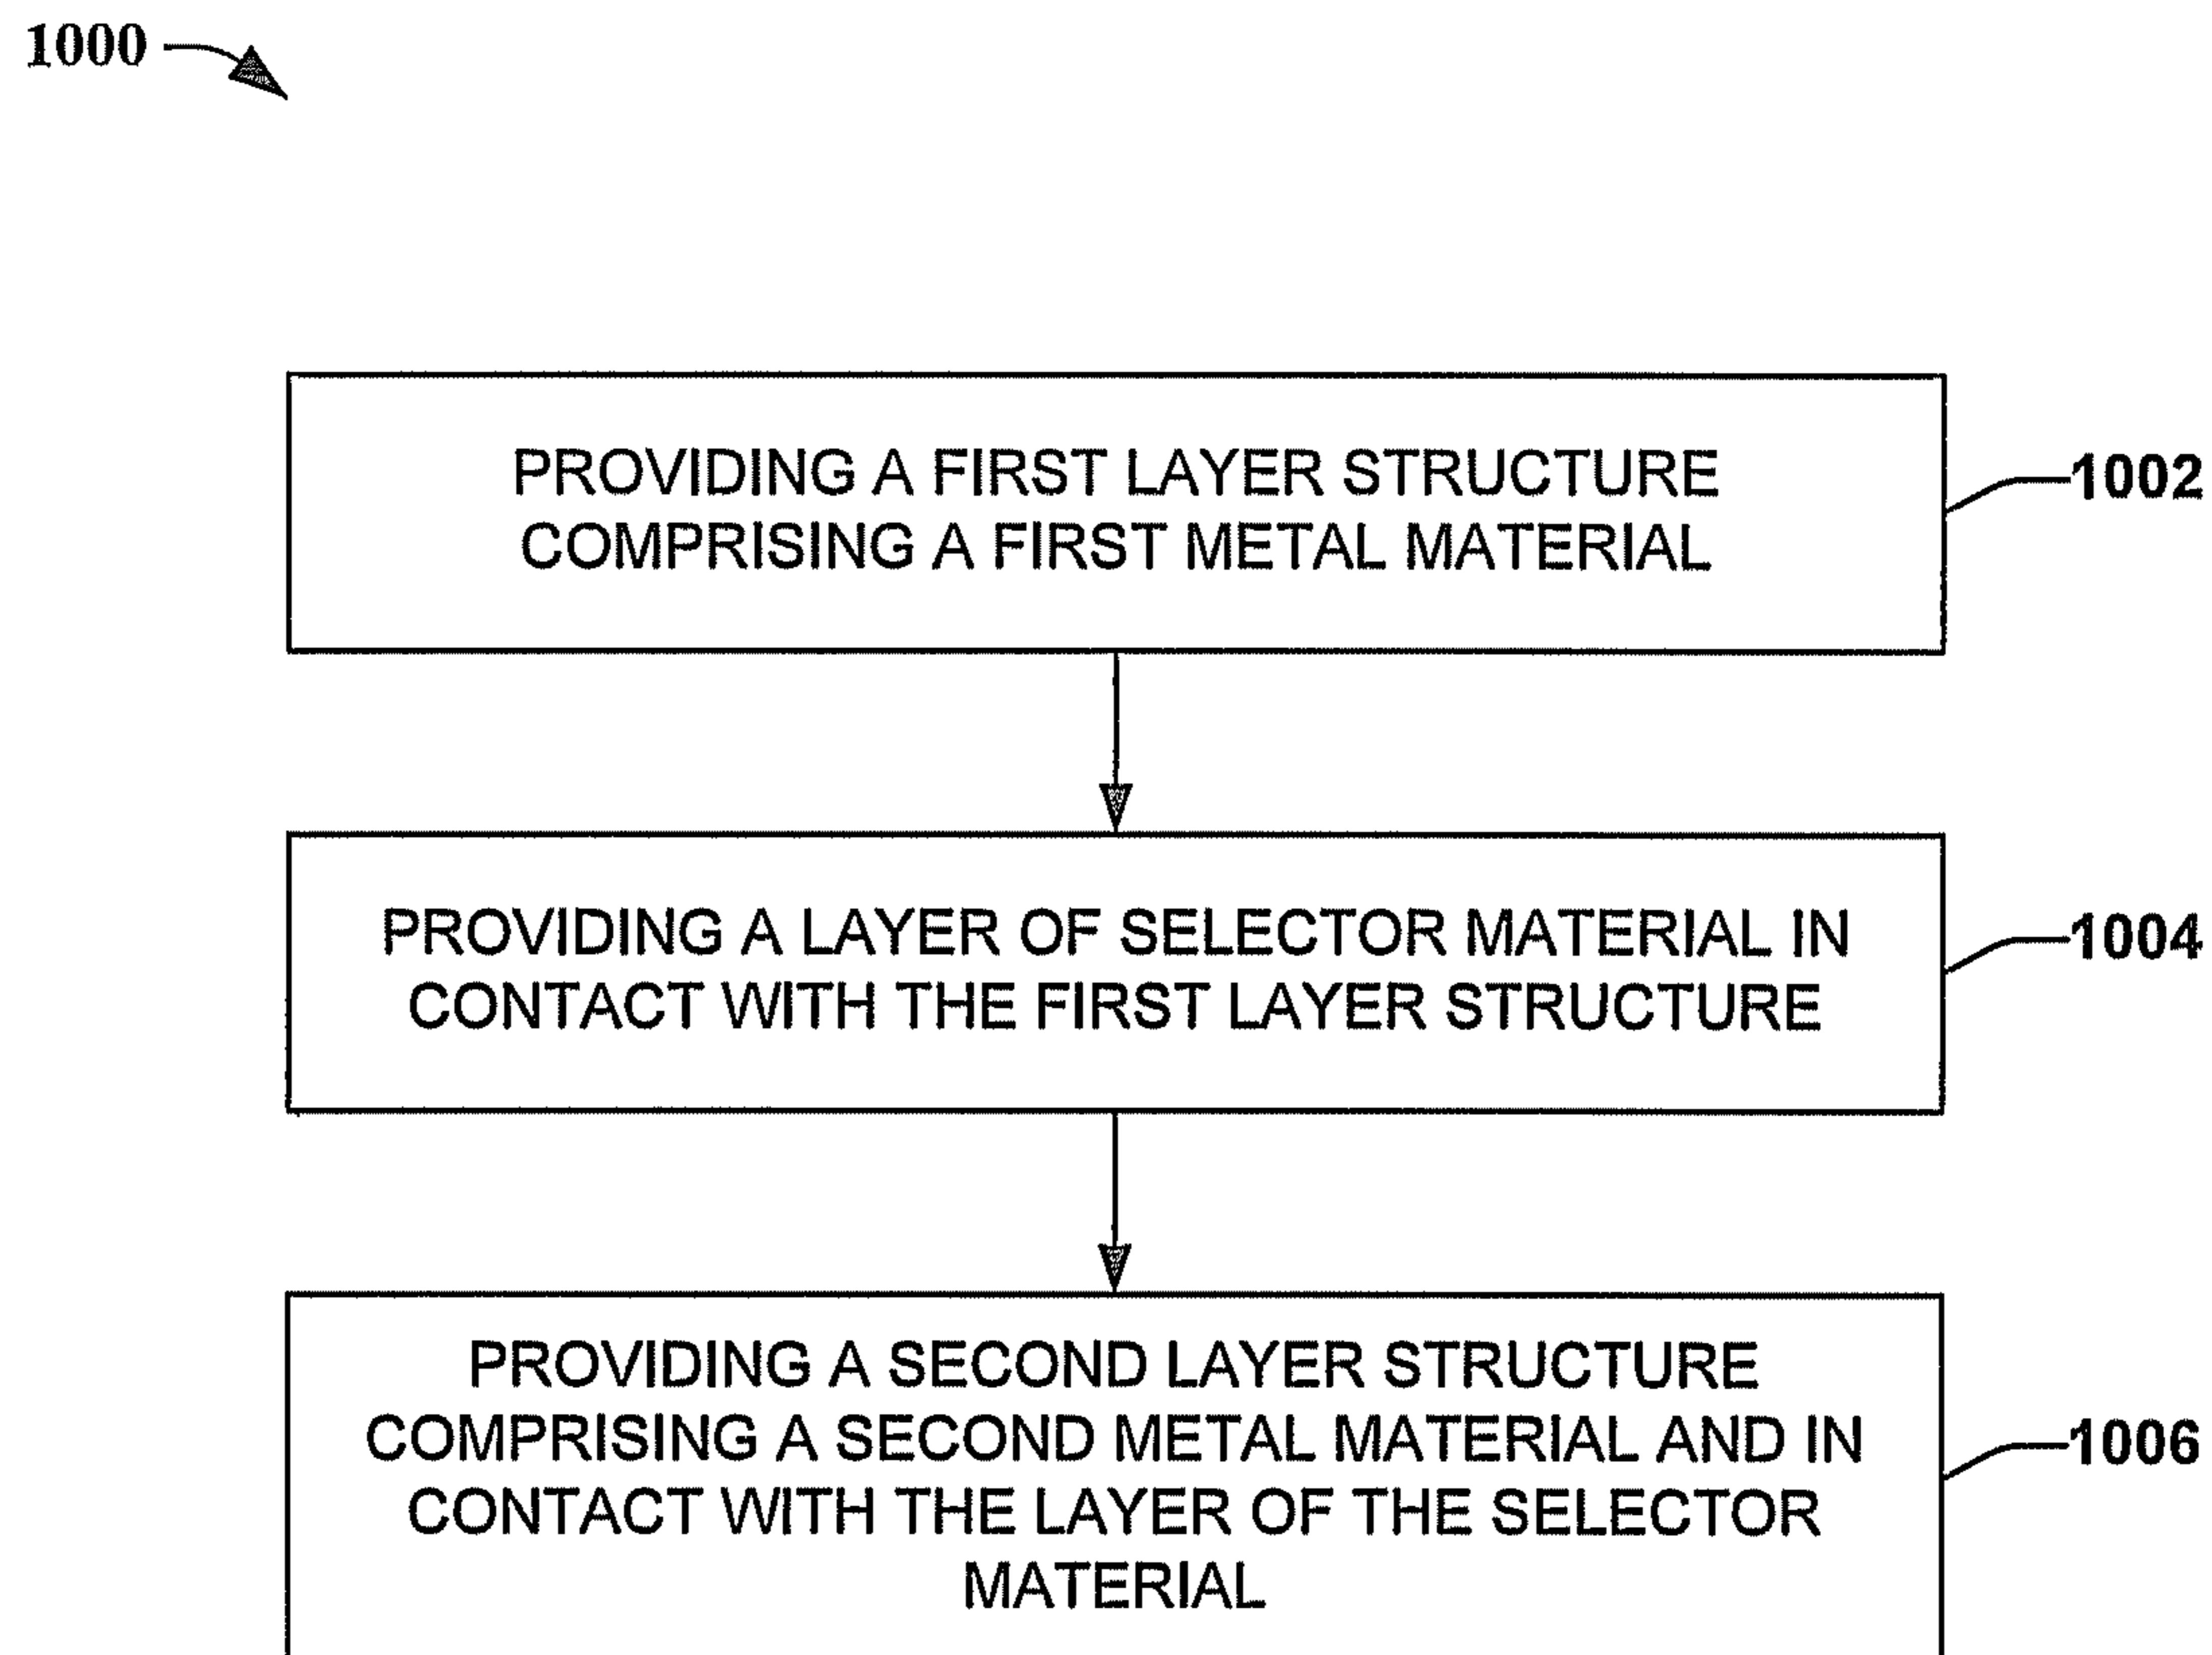 1000
PROVIDING A FIRST LAYER STRUCTURE
COMPRISING A FIRST METAL MATERIAL
1002
PROVIDING A LAYER OF SELECTOR MATERIAL IN
CONTACT WITH THE FIRST LAYER STRUCTURE
1004
PROVIDING A SECOND LAYER STRUCTURE
COMPRISING A SECOND METAL MATERIAL AND IN
CONTACT WITH THE LAYER OF THE SELECTOR
MATERIAL
1006